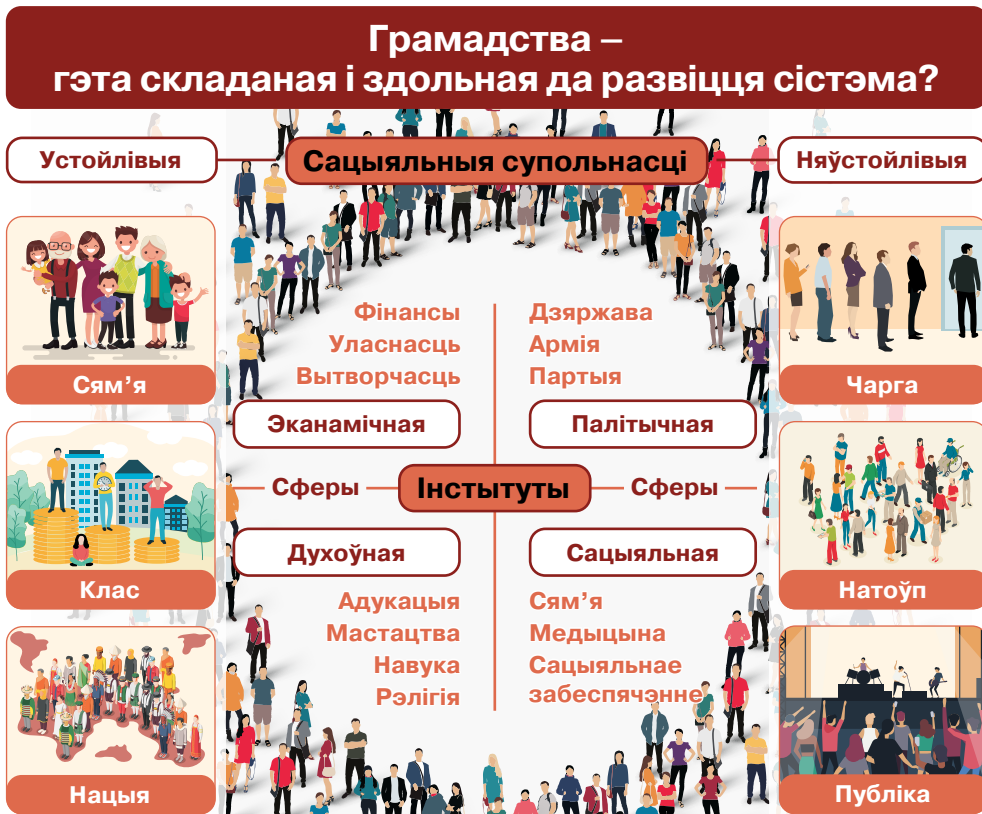 Грамадства –
гэта складаная і здольная да развіцця сістэма?
Устойлівыя
Сацыяльныя супольнасці
Няўстойлівыя
Сям’я
Клас
Нацыя
Фінансы
Уласнасць
Вытворчасць
Эканамічная
Дзяржава
Армія
Партыя
Палітычная
Сферы
Інстытуты
Сферы
Духоўная
Адукацыя
Мастацтва
Навука
Рэлігія
Сацыяльная
Сям’я
Медыцына
Сацыяльнае
забеспячэнне
Чарга
Натоўп
Публіка